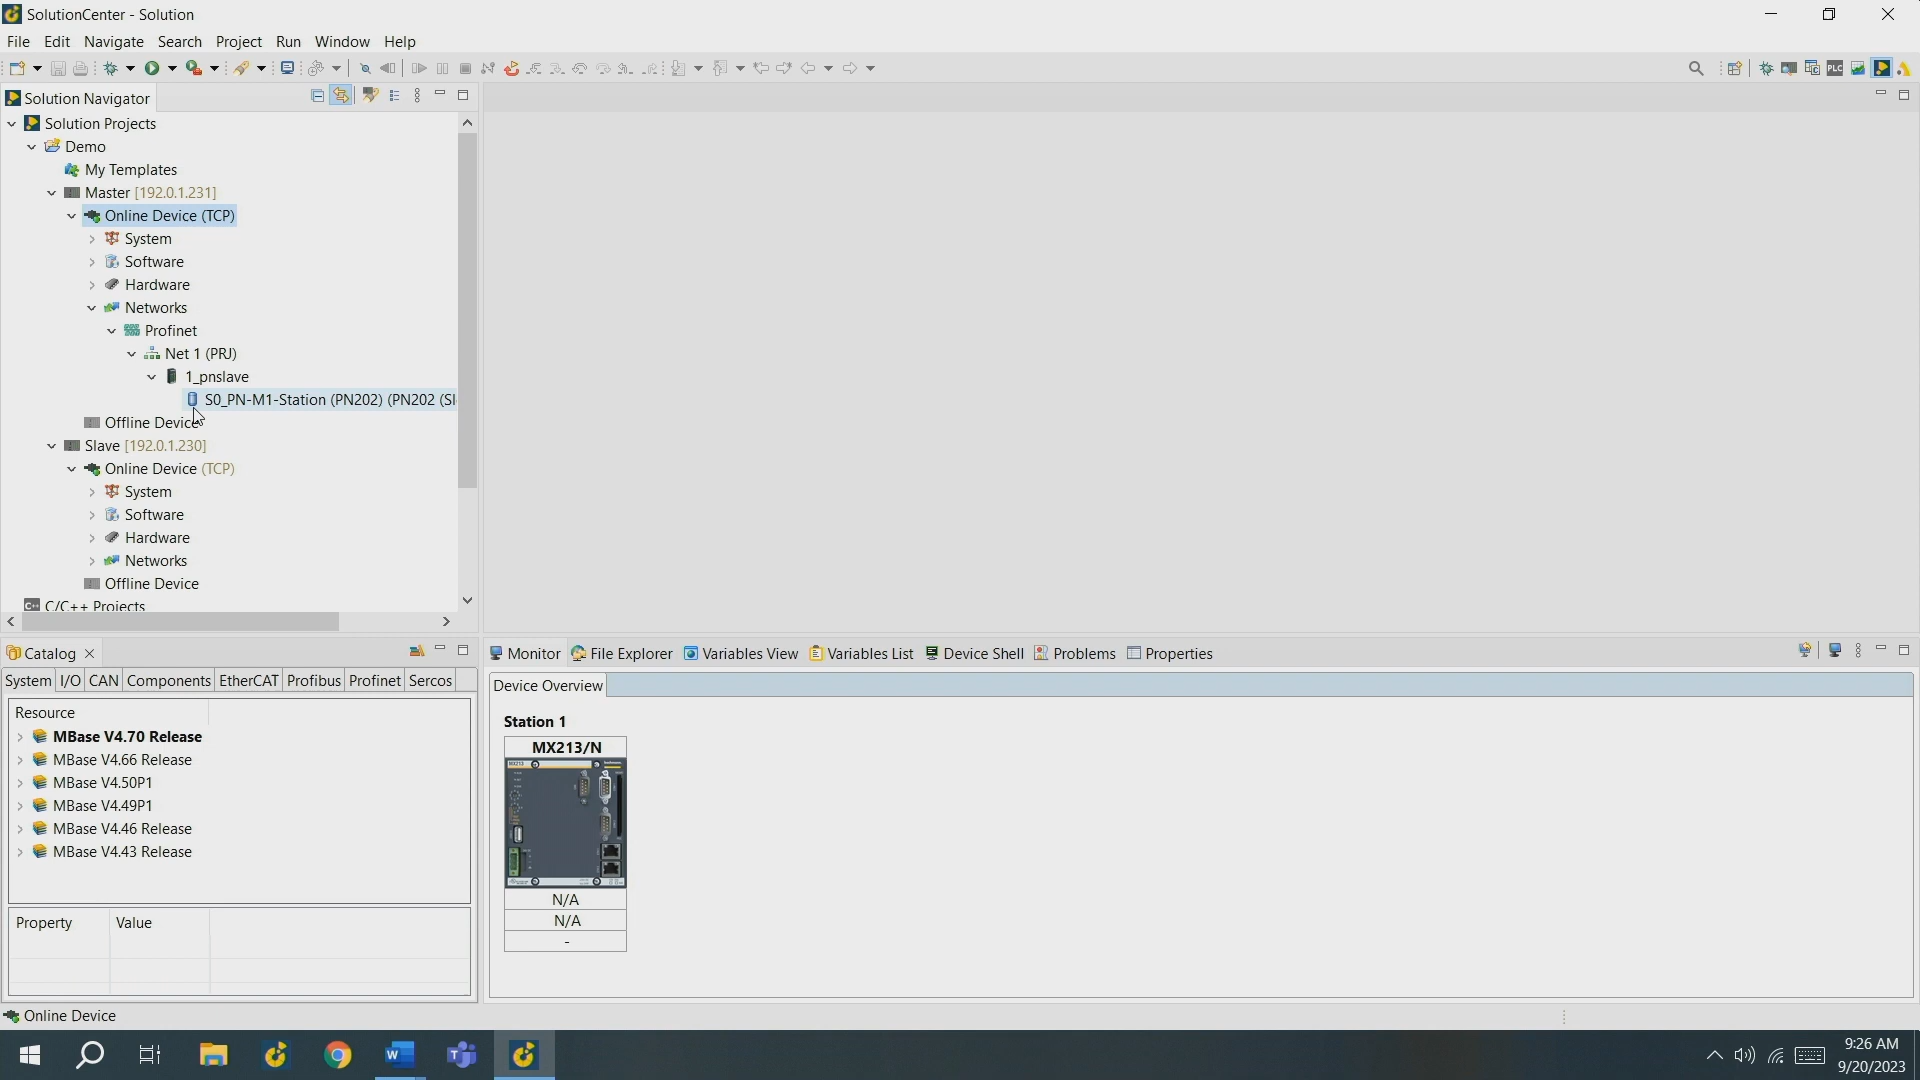 SolutionCenter - Solution
File Edit Navigate Search Project Run Window Help
Solution Navigator
Solution Projects
Demo
My Templates
Master [192.0.1.231]
Online Device (TCP)
System
Software
Hardware
Networks
Profinet
Net 1 (PRJ)
1_pnslave
S0_PN-M1-Station (PN202) (PN202 (Sl
Offline Device
Slave [192.0.1.230]
Online Device (TCP)
System
Software
Hardware
Networks
Offline Device
C/C++ Projects
Catalog
System I/O CAN Components EtherCAT Profibus Profinet Sercos
Resource
MBase V4.70 Release
MBase V4.66 Release
MBase V4.50P1
MBase V4.49P1
MBase V4.46 Release
MBase V4.43 Release
Property Value
Monitor File Explorer Variables View Variables List Device Shell Problems Properties
Device Overview
Station 1
MX213/N
MX213
N/A
N/A
-
Online Device
PLC
9:26 AM
9/20/2023